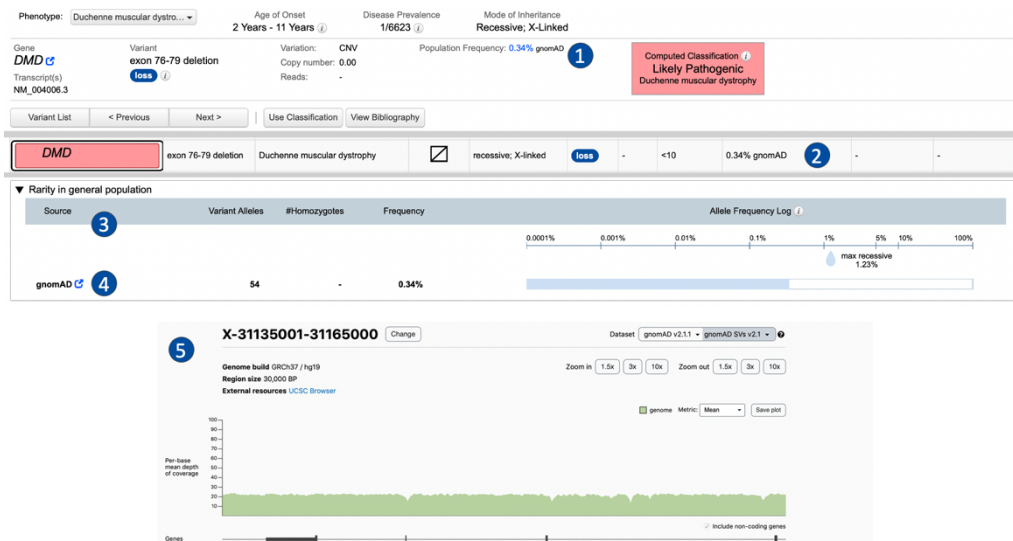 Phenotype: Duchenne muscular dystro...
Age of Onset
2 Years - 11 Years
Disease Prevalence
1/6623
Mode of Inheritance
Recessive; X-Linked
Gene
DMD
Transcript(s)
NM_004006.3
Variant
exon 76-79 deletion
loss
Variation: CNV
Copy number: 0.00
Reads: -
Population Frequency: 0.34% gnomAD
1
Computed Classification
Likely Pathogenic
Duchenne muscular dystrophy
Variant List < Previous Next > Use Classification View Bibliography
DMD exon 76-79 deletion Duchenne muscular dystrophy recessive; X-linked loss - <10 0.34% gnomAD 2 - -
▼ Rarity in general population
Source Variant Alleles #Homozygotes Frequency Allele Frequency Log
3
0.0001% 0.001% 0.01% 0.1% 1% 5% 10% 100%
max recessive
1.23%
gnomAD 4 54 - 0.34%
5
X-31135001-31165000 Change
Dataset gnomAD v2.1.1 gnomAD SVs v2.1
Genome build GRCh37 / hg19
Region size 30,000 BP
External resources UCSC Browser
Zoom in 1.5x 3x 10x Zoom out 1.5x 3x 10x
genome Metric: Mean Save plot
Per-base
mean depth
of coverage
100
90
80
70
60
50
40
30
20
10
Include non-coding genes
Genes